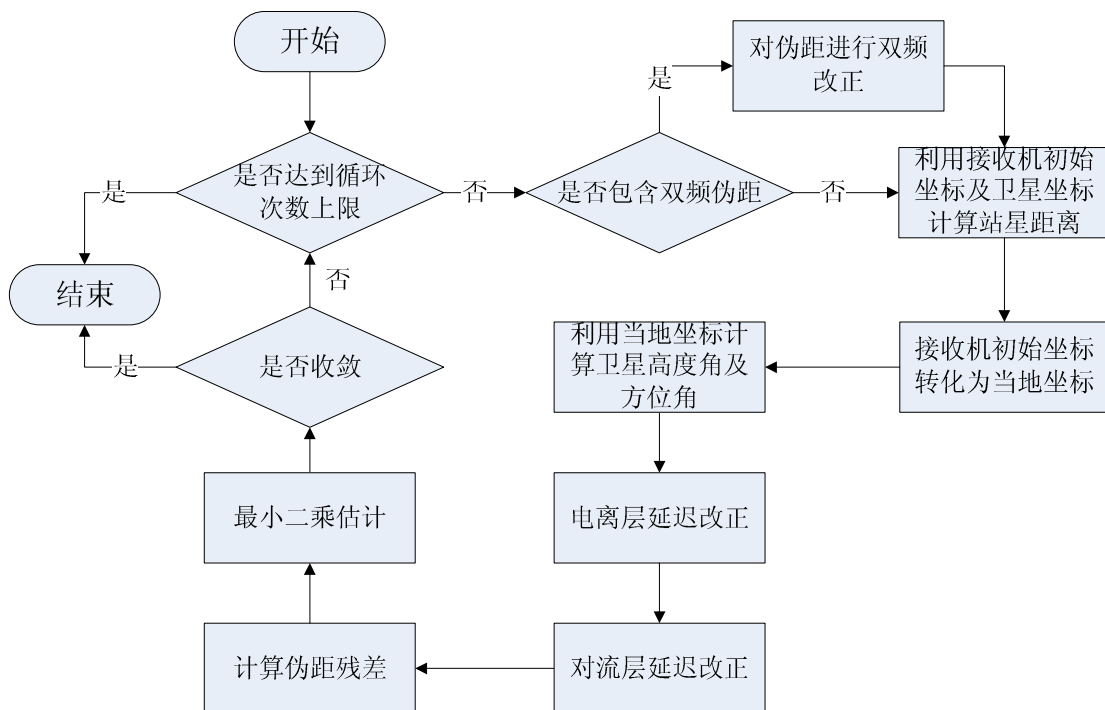 开始
是否达到循环
次数上限
是
否
是否包含双频伪距
是
对伪距进行双频
改正
否
利用接收机初始
坐标及卫星坐标
计算站星距离
接收机初始坐标
转化为当地坐标
利用当地坐标计
算卫星高度角及
方位角
电离层延迟改正
对流层延迟改正
计算伪距残差
最小二乘估计
是否收敛
否
是
结束